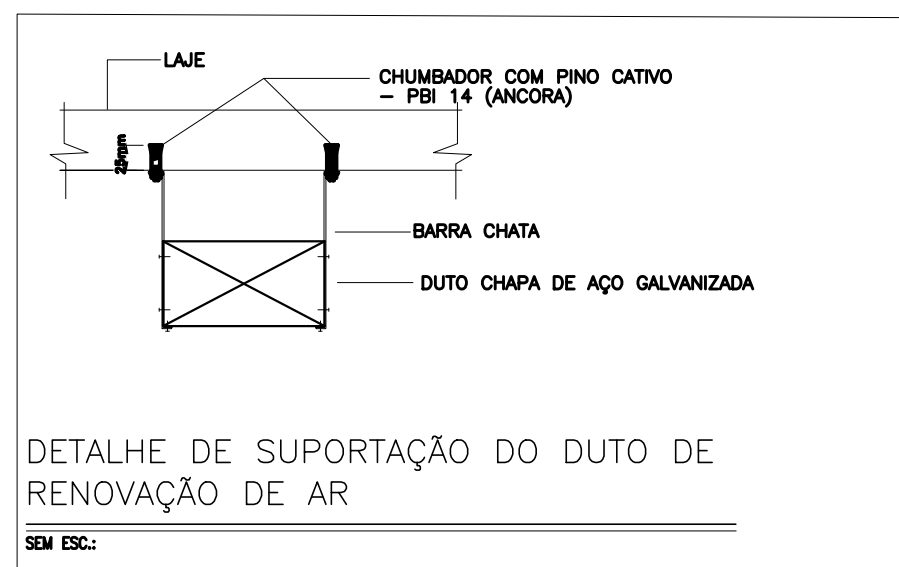 LAJE
CHUMBADOR COM PINO CATIVO
– PBI 14 (ANCORA)
25mm
BARRA CHATA
DUTO CHAPA DE AÇO GALVANIZADA
DETALHE DE SUPORTAÇÃO DO DUTO DE
RENOVAÇÃO DE AR
SEM ESC.: